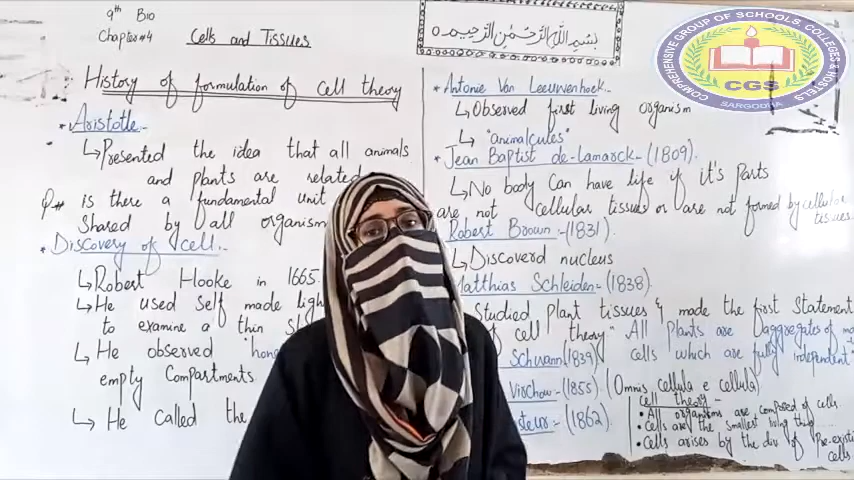 9th Bio
Chapter #4
Cells and Tissues
بسم الله الرحمن الرحيم
COMPREHENSIVE GROUP OF SCHOOLS, COLLEGES & HOSTELS
CGS
SARGODHA
History of formulation of cell theory
Aristotle:-
Presented the idea that all animals
and plants are related
Q# is there a fundamental unit
Shared by all organisms
Discovery of cell:-
Robert Hooke in 1665.
He used self made
to examine a thin
He observed
empty compartments
He called the
Antonie Van Leeuwenhoek:-
Observed first living organism
"animalcules"
Jean Baptist de-Lamarck:- (1809).
No body can have life if it's parts
are not cellular tissues or are not formed by cellular
tissues.
Robert Brown:- (1831).
Discoverd nucleus
Matthias Schleiden:- (1838).
Studied plant tissues & made the first Statement
of cell theory. "All plants are aggregates of
cells which are fully independent"
Schwann (1839)
Virchow:- (1855) (Omnis cellula e cellula)
(1862)
Cell theory:-
• All organisms are composed of cells.
• Cells are the smallest living
• Cells arises by the div of Pre-existing
cells